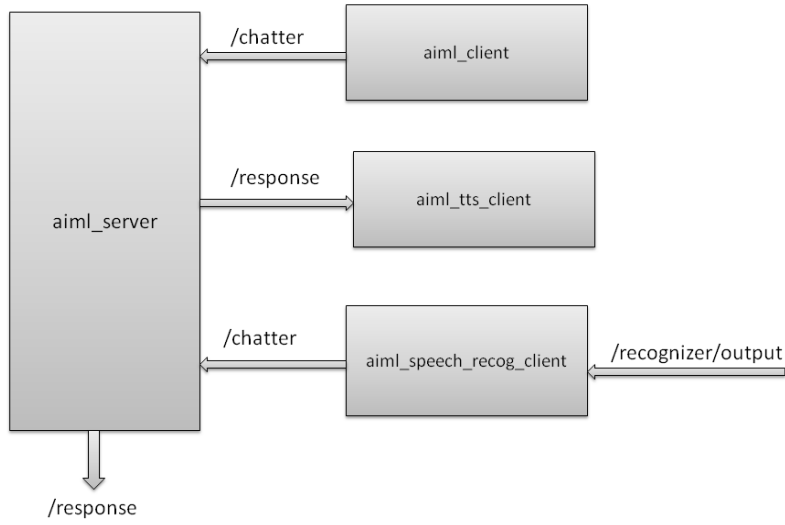 /chatter
aiml_client
/response
aiml_tts_client
aiml_server
/chatter
aiml_speech_recog_client
/recognizer/output
/response